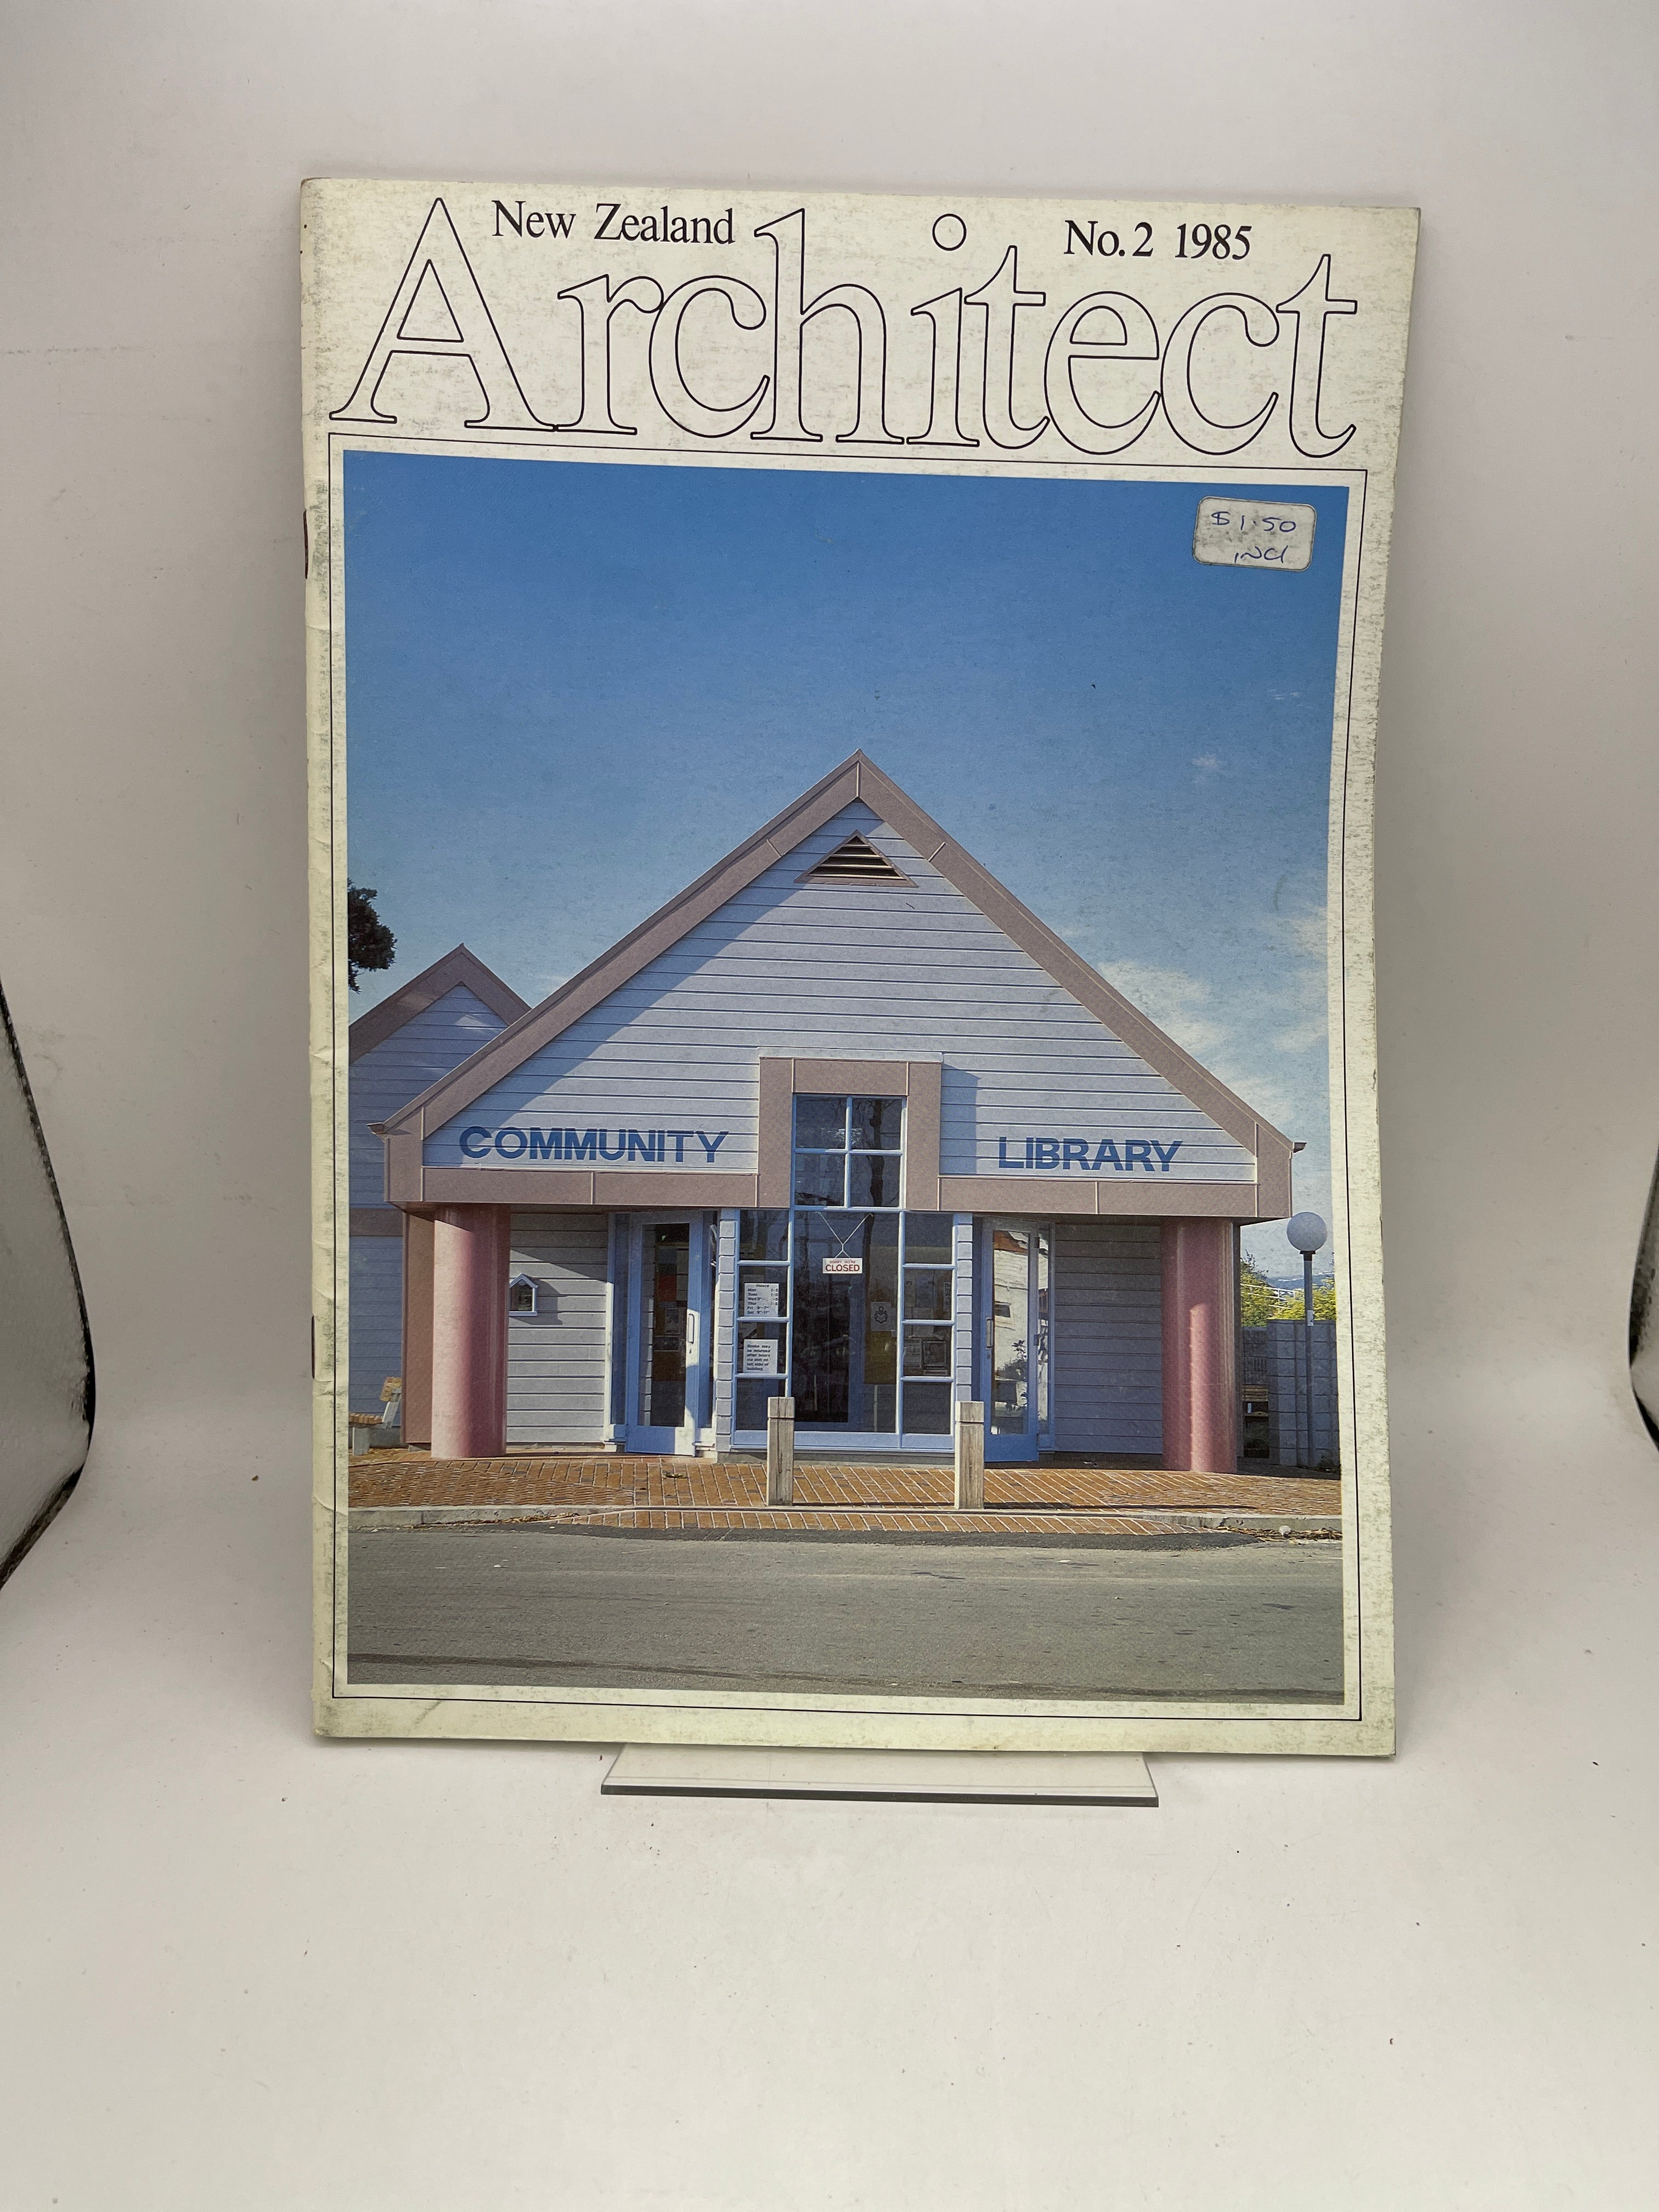 New Zealand
No. 2 1985
Architect
$1.50
incl
COMMUNITY
LIBRARY
CLOSED